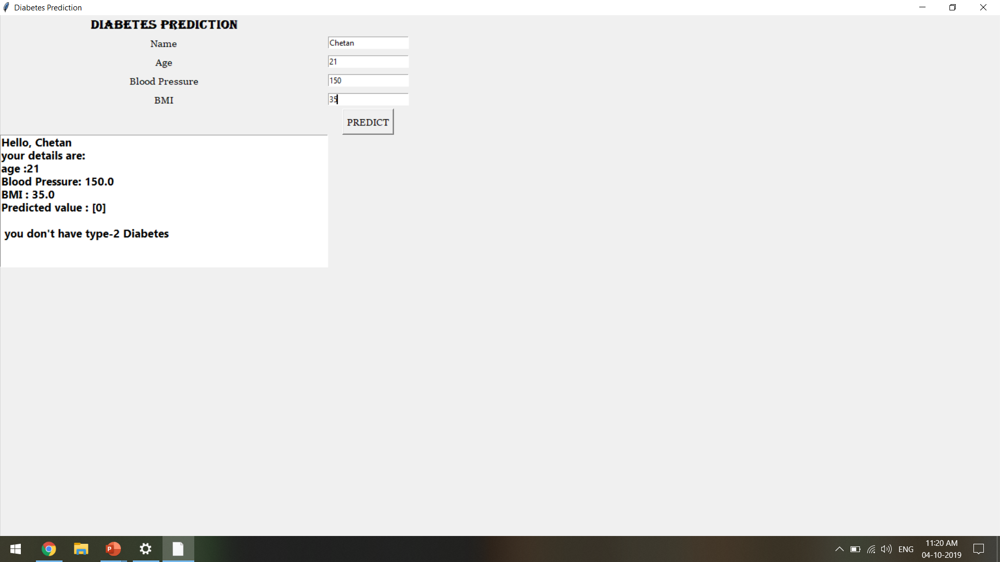 Diabetes Prediction
DIABETES PREDICTION
Name Chetan
Age 21
Blood Pressure 150
BMI 35
PREDICT
Hello, Chetan
your details are:
age :21
Blood Pressure: 150.0
BMI : 35.0
Predicted value : [0]
you don't have type-2 Diabetes
P
ENG
11:20 AM
04-10-2019